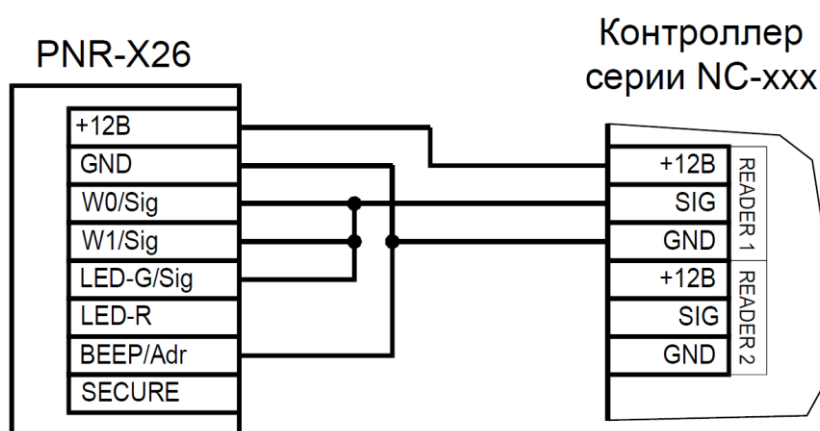 PNR-X26
+12В
GND
W0/Sig
W1/Sig
LED-G/Sig
LED-R
BEEP/Adr
SECURE
Контроллер
серии NC-xxx
+12В
SIG
GND
READER 1
+12В
SIG
GND
READER 2